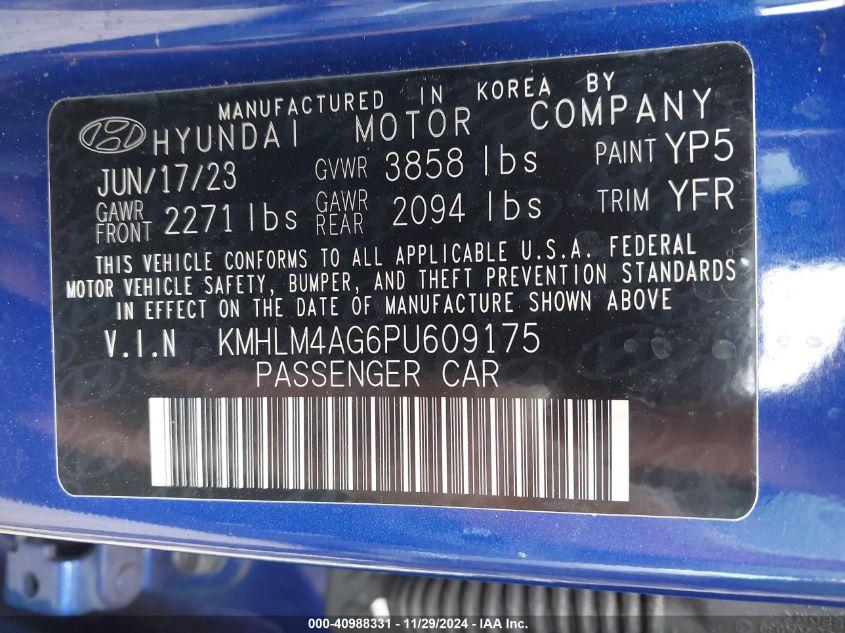 MANUFACTURED IN KOREA BY
HYUNDAI MOTOR COMPANY
JUN/17/23 GVWR 3858 lbs PAINT YP5
GAWR FRONT 2271 lbs GAWR REAR 2094 lbs TRIM YFR
THIS VEHICLE CONFORMS TO ALL APPLICABLE U.S.A. FEDERAL
MOTOR VEHICLE SAFETY, BUMPER, AND THEFT PREVENTION STANDARDS
IN EFFECT ON THE DATE OF MANUFACTURE SHOWN ABOVE
V.I.N KMHLM4AG6PU609175
PASSENGER CAR
000-40988331 - 11/29/2024 - IAA Inc.